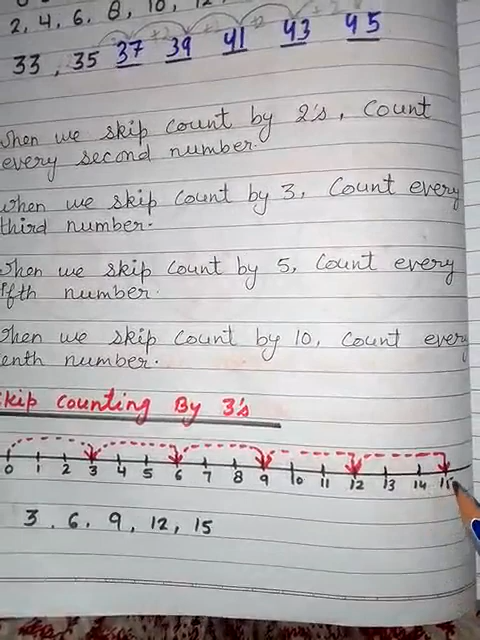 2, 4, 6, 8, 10, 12,
33, 35 37 39 41 43 45
when we skip count by 2's, Count
every second number.
when we skip count by 3, Count every
third number.
when we skip count by 5, Count every
fifth number.
when we skip count by 10, Count every
tenth number.
Skip Counting By 3's
0 1 2 3 4 5 6 7 8 9 10 11 12 13 14 15
3, 6, 9, 12, 15